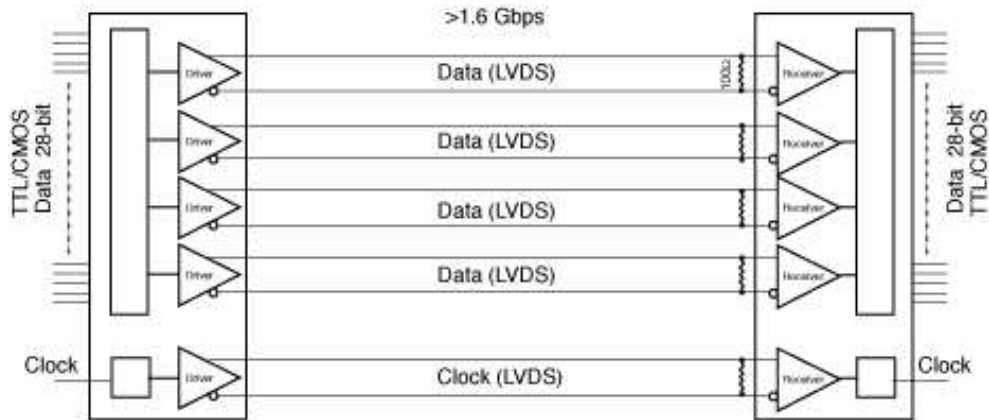 >1.6 Gbps
TTL/CMOS
Data 28-bit
Driver
Data (LVDS)
100Ω
Receiver
Driver
Data (LVDS)
Receiver
Driver
Data (LVDS)
Receiver
Driver
Data (LVDS)
Receiver
Data 28-bit
TTL/CMOS
Clock
Driver
Clock (LVDS)
Receiver
Clock